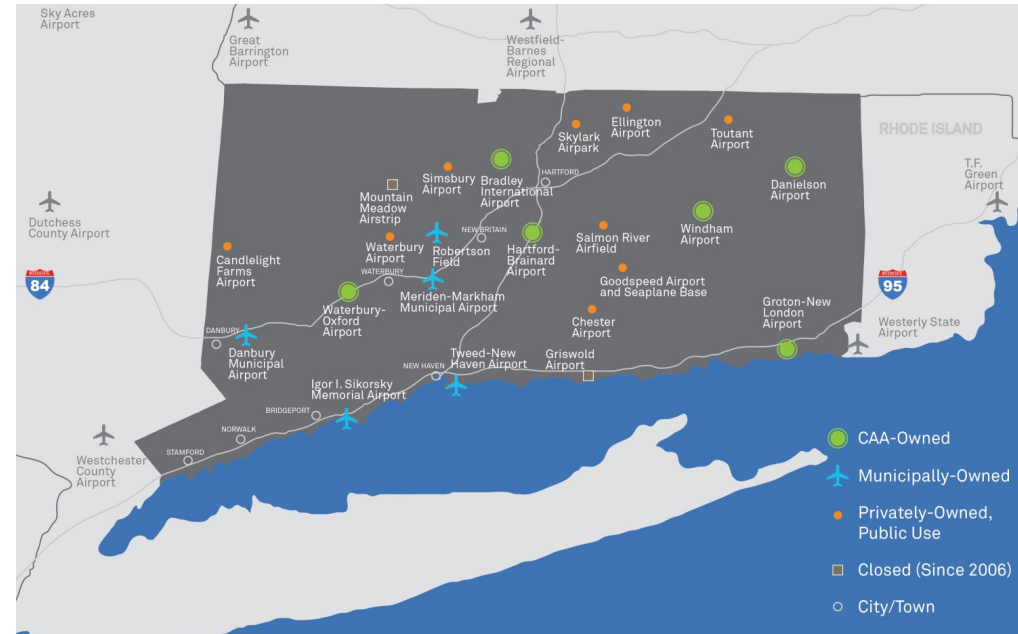 Sky Acres
Airport
Great
Barrington
Airport
Westfield-
Barnes
Regional
Airport
RHODE ISLAND
T.F.
Green
Airport
Skylark
Airpark
Ellington
Airport
Toutant
Airport
Simsbury
Airport
Bradley
International
Airport
HARTFORD
Danielson
Airport
Mountain
Meadow
Airstrip
Dutchess
County Airport
Windham
Airport
NEW BRITAIN
Salmon River
Airfield
Waterbury
Airport
Robertson
Field
Hartford-
Brainard
Airport
Candlelight
Farms
Airport
WATERBURY
Goodspeed Airport
and Seaplane Base
INTERSTATE
84
INTERSTATE
95
Meriden-Markham
Municipal Airport
Waterbury-
Oxford
Airport
Groton-New
London
Airport
Chester
Airport
Westerly State
Airport
DANBURY
Danbury
Municipal
Airport
Tweed-New
Haven Airport
Griswold
Airport
NEW HAVEN
Igor I. Sikorsky
Memorial Airport
BRIDGEPORT
NORWALK
STAMFORD
Westchester
County
Airport
CAA-Owned
Municipally-Owned
Privately-Owned,
Public Use
Closed (Since 2006)
City/Town